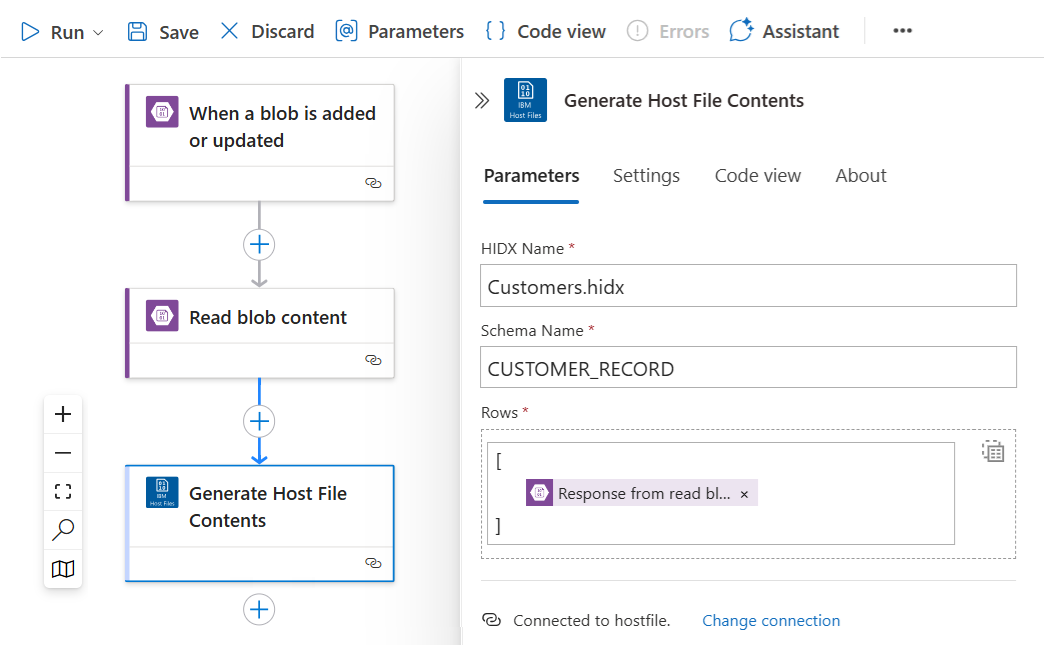 Run Save Discard Parameters { } Code view Errors Assistant ...
When a blob is added
or updated
Read blob content
IBM
Host Files
Generate Host File
Contents
IBM
Host Files
Generate Host File Contents
Parameters Settings Code view About
HIDX Name *
Customers.hidx
Schema Name *
CUSTOMER_RECORD
Rows *
[
Response from read bl... ×
]
Connected to hostfile. Change connection